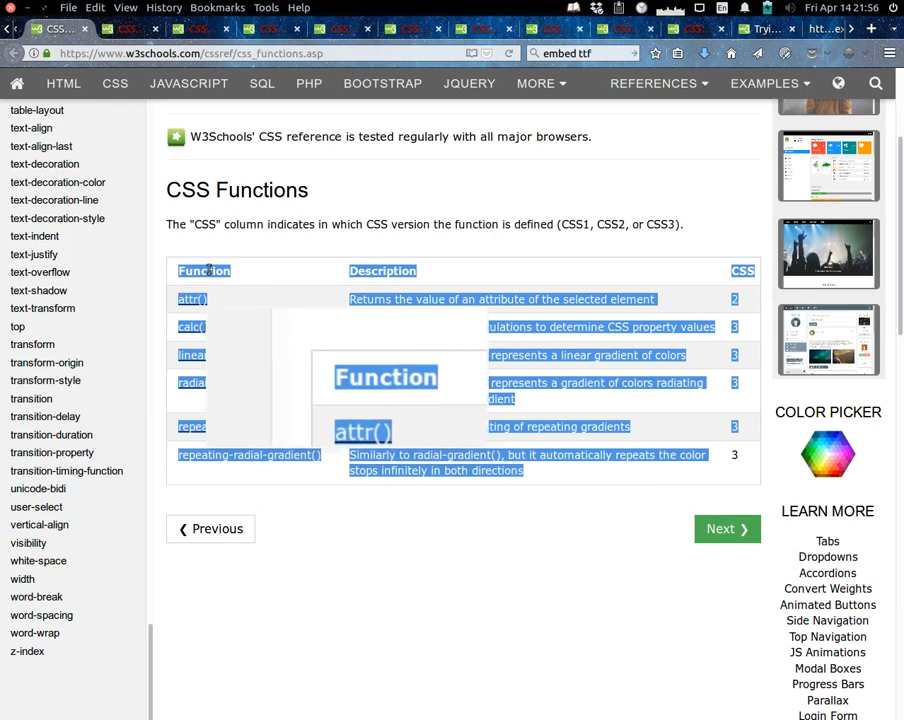 File Edit View History Bookmarks Tools Help
En
Fri Apr 14 21:56
CSS...
Tryi...
htt...ex
https://www.w3schools.com/cssref/css_functions.asp
embed ttf
HTML CSS JAVASCRIPT SQL PHP BOOTSTRAP JQUERY MORE REFERENCES EXAMPLES
table-layout
text-align
text-align-last
text-decoration
text-decoration-color
text-decoration-line
text-decoration-style
text-indent
text-justify
text-overflow
text-shadow
text-transform
top
transform
transform-origin
transform-style
transition
transition-delay
transition-duration
transition-property
transition-timing-function
unicode-bidi
user-select
vertical-align
visibility
white-space
width
word-break
word-spacing
word-wrap
z-index
W3Schools' CSS reference is tested regularly with all major browsers.
CSS Functions
The "CSS" column indicates in which CSS version the function is defined (CSS1, CSS2, or CSS3).
Function Description CSS
attr() Returns the value of an attribute of the selected element 2
calc( ulations to determine CSS property values 3
linear represents a linear gradient of colors 3
radia represents a gradient of colors radiating 3
dient
repea ting of repeating gradients 3
Function
attr()
repeating-radial-gradient() Similarly to radial-gradient(), but it automatically repeats the color 3
stops infinitely in both directions
❮ Previous
Next ❯
COLOR PICKER
LEARN MORE
Tabs
Dropdowns
Accordions
Convert Weights
Animated Buttons
Side Navigation
Top Navigation
JS Animations
Modal Boxes
Progress Bars
Parallax
Login Form